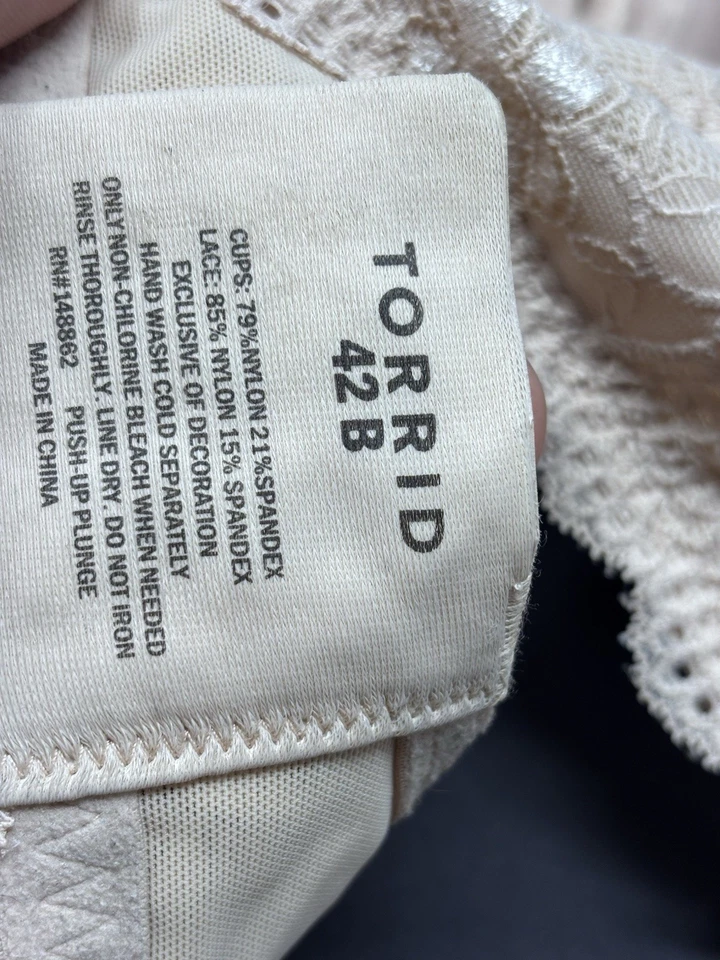 TORRID
42 B
CUPS: 79%NYLON 21%SPANDEX
LACE: 85% NYLON 15% SPANDEX
EXCLUSIVE OF DECORATION
HAND WASH COLD SEPARATELY
ONLY NON-CHLORINE BLEACH WHEN NEEDED
RINSE THOROUGHLY. LINE DRY. DO NOT IRON
RN# 148862 PUSH-UP PLUNGE
MADE IN CHINA